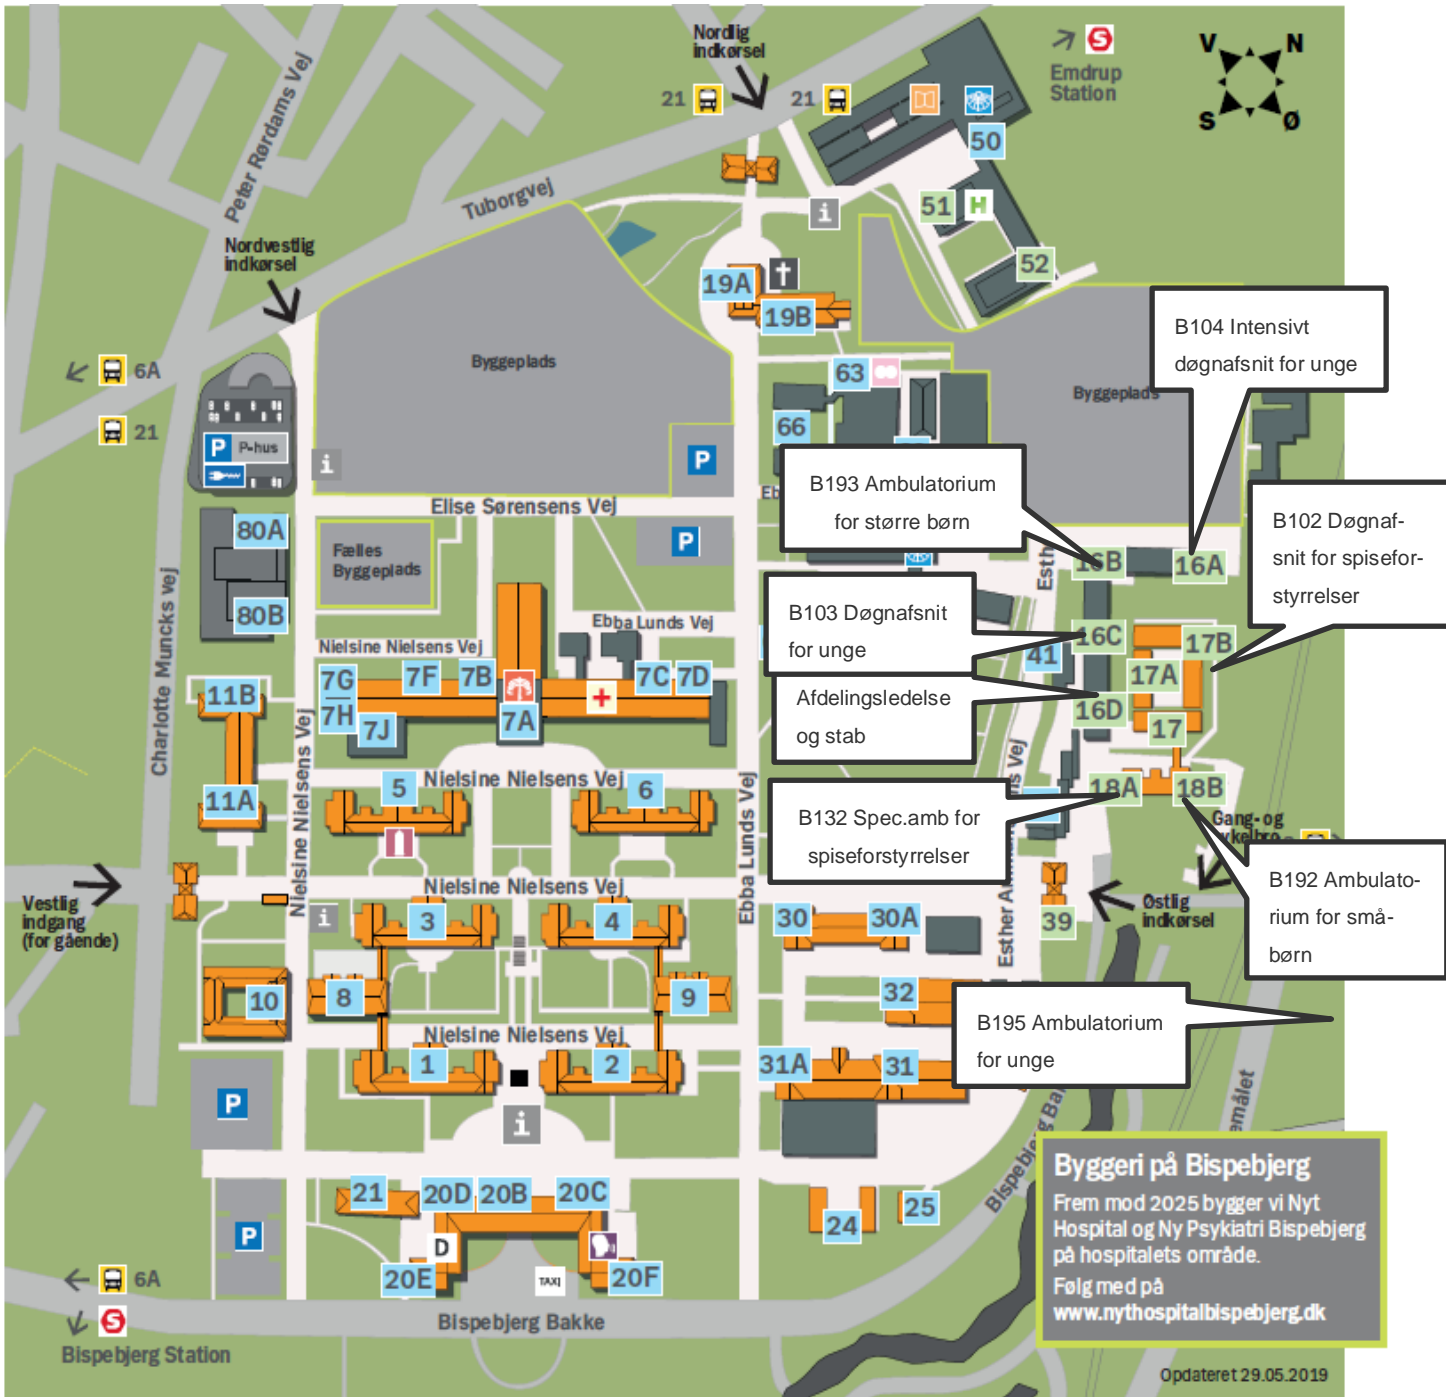 Nordlig
indkørsel
21
21
Emdrup
Station
V
N
S
Ø
Peter Rørdams Vej
Tuborgvej
50
51
H
52
Nordvestlig
indkørsel
19A
19B
Byggeplads
63
66
Byggeplads
B104 Intensivt
døgnafsnit for unge
6A
21
P
P-hus
P
Elise Sørensens Vej
P
B193 Ambulatorium
for større børn
B102 Døgnaf-
snit for spisefor-
styrrelser
80A
80B
Fælles
Byggeplads
16B
16A
Charlotte Muncks vej
Nielsine Nielsens Vej
Ebba Lunds Vej
B103 Døgnafsnit
for unge
16C
17B
41
17A
16D
17
Afdelingsledelse
og stab
11B
7G
7H
7F
7B
7J
7A
7C
7D
11A
5
Nielsine Nielsens Vej
6
18A
18B
B132 Spec.amb for
spiseforstyrrelser
Gang- og
Nielsine Nielsens Vej
Ebba Lunds Vej
Vestlig
indgang
(for gående)
Nielsine Nielsens Vej
3
4
30
30A
39
Østlig
indkørsel
B192 Ambulato-
rium for små-
børn
10
8
9
32
Nielsine Nielsens Vej
1
2
31A
31
B195 Ambulatorium
for unge
P
P
21
20D
20B
20C
D
20E
TAXI
20F
24
25
6A
Bispebjerg Station
Bispebjerg Bakke
Byggeri på Bispebjerg
Frem mod 2025 bygger vi Nyt
Hospital og Ny Psykiatri Bispebjerg
på hospitalets område.
Følg med på
www.nythospitalbispebjerg.dk
Opdateret 29.05.2019